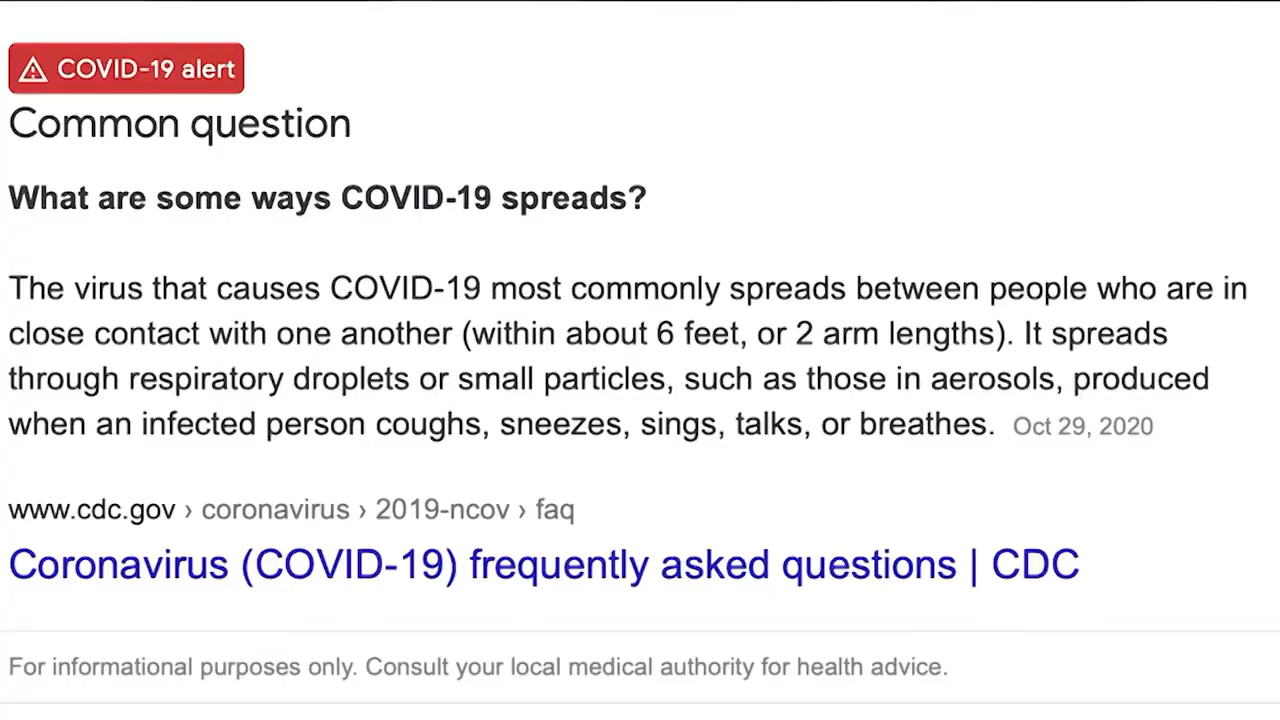 COVID-19 alert
Common question
What are some ways COVID-19 spreads?
The virus that causes COVID-19 most commonly spreads between people who are in
close contact with one another (within about 6 feet, or 2 arm lengths). It spreads
through respiratory droplets or small particles, such as those in aerosols, produced
when an infected person coughs, sneezes, sings, talks, or breathes. Oct 29, 2020
www.cdc.gov › coronavirus › 2019-ncov › faq
Coronavirus (COVID-19) frequently asked questions | CDC
For informational purposes only. Consult your local medical authority for health advice.